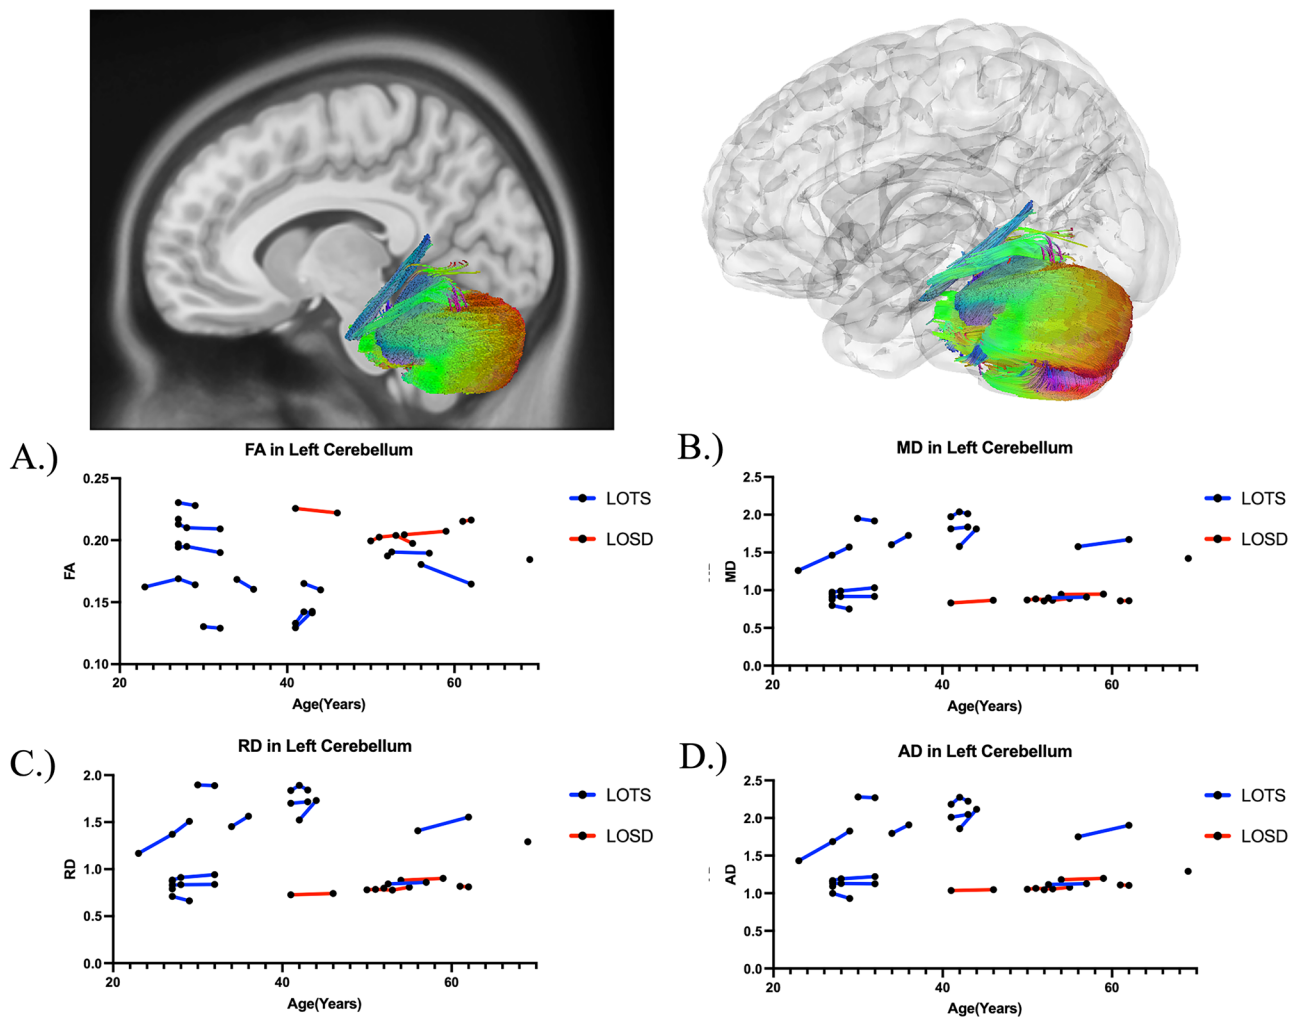 A.)
FA in Left Cerebellum
0.25
0.20
0.15
0.10
FA
20
40
60
Age(Years)
LOTS
LOSD
B.)
MD in Left Cerebellum
2.5
2.0
1.5
1.0
0.5
0.0
MD
20
40
60
Age(Years)
LOTS
LOSD
C.)
RD in Left Cerebellum
2.0
1.5
1.0
0.5
0.0
RD
20
40
60
Age(Years)
LOTS
LOSD
D.)
AD in Left Cerebellum
2.5
2.0
1.5
1.0
0.5
0.0
AD
20
40
60
Age(Years)
LOTS
LOSD